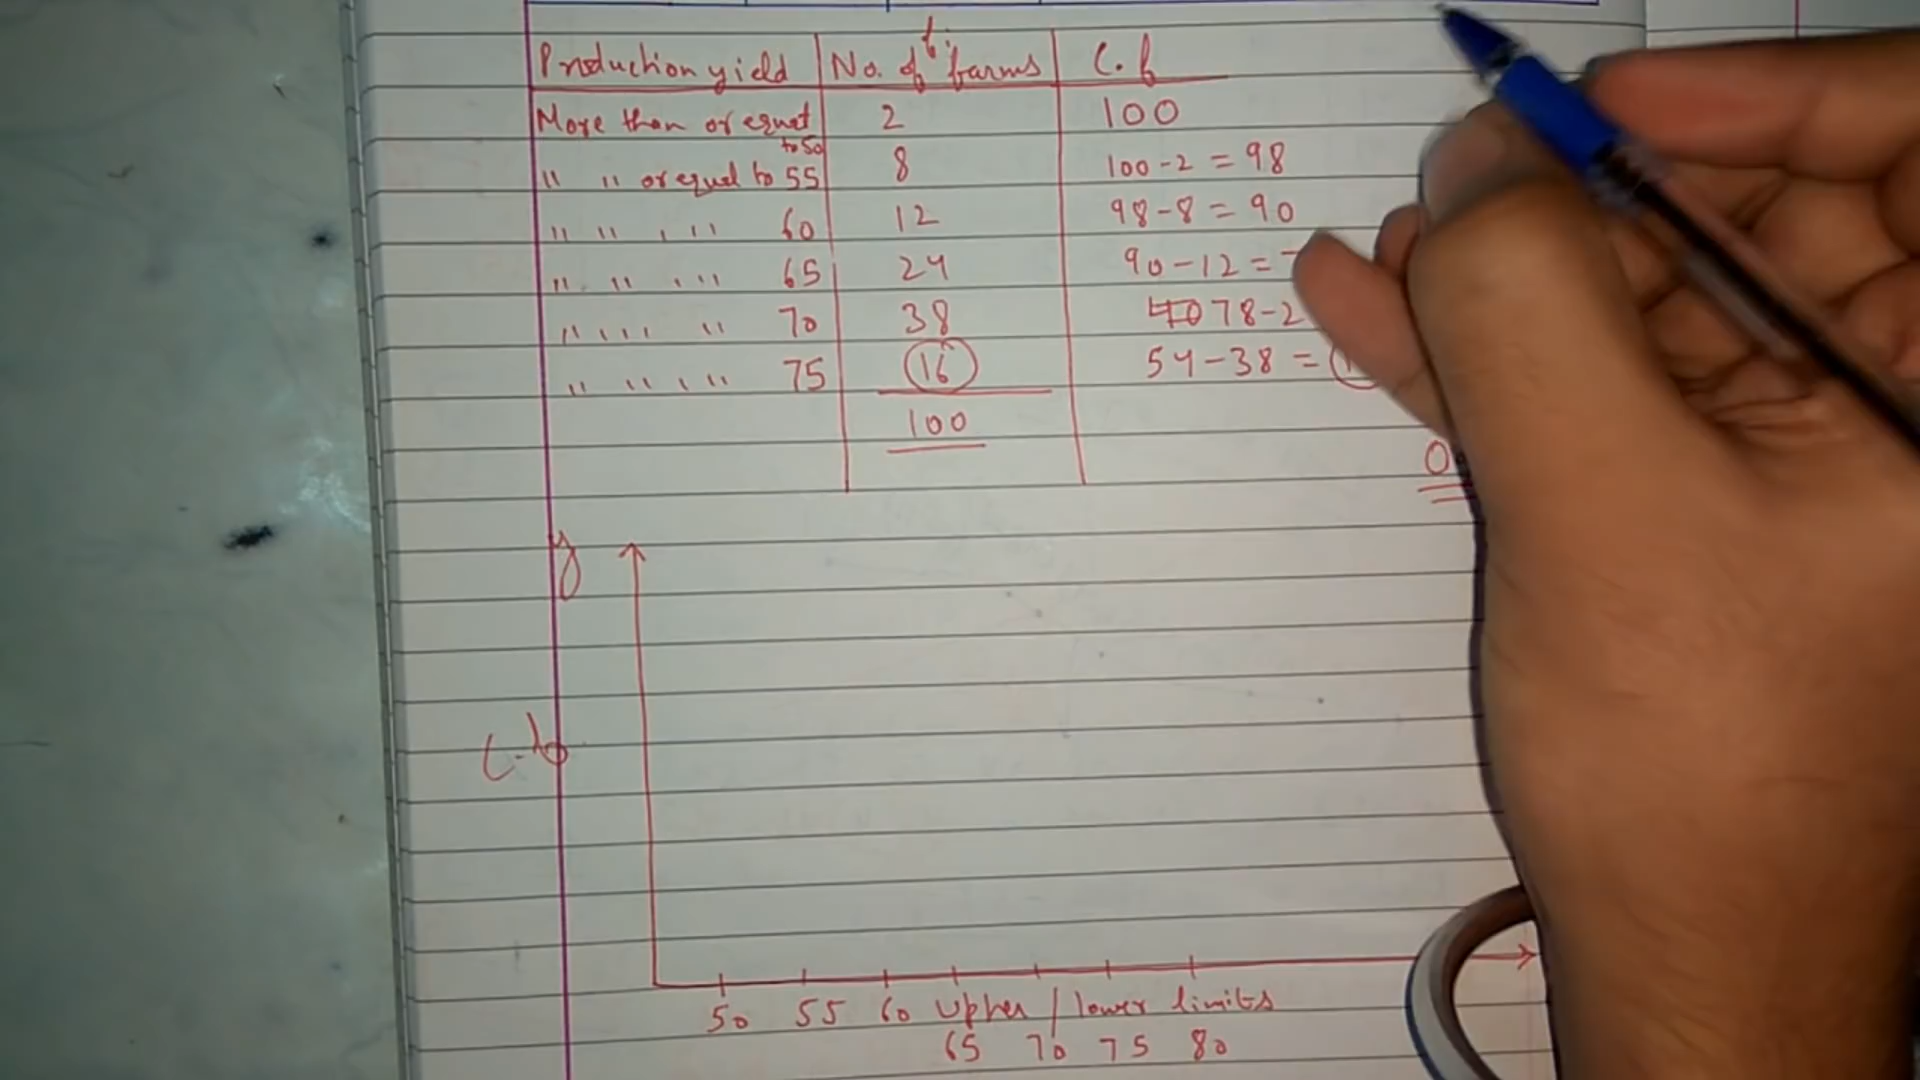 Production yield No. of farms C.f
f.
More than or equal 2 100
to 50
" " or equal to 55 8 100-2 = 98
" " , " 60 12 98-8 = 90
" " , " 65 24 90-12 =
" " " 70 38 78-2
" " , " 75 16 54-38 =
100
0
y
C.f
50 55 60 Upper / lower limits
65 70 75 80